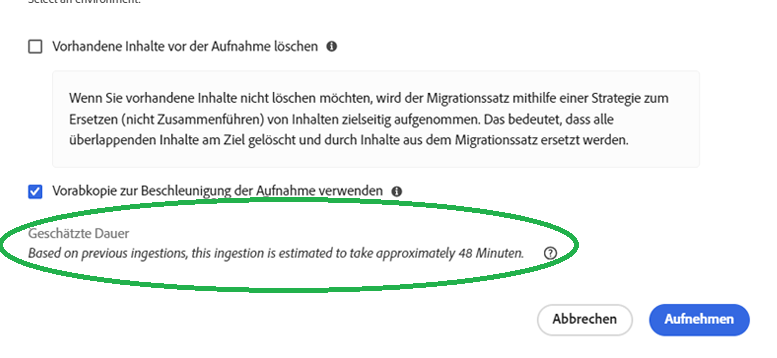 Select an environment.
Vorhandene Inhalte vor der Aufnahme löschen
Wenn Sie vorhandene Inhalte nicht löschen möchten, wird der Migrationssatz mithilfe einer Strategie zum
Ersetzen (nicht Zusammenführen) von Inhalten zielseitig aufgenommen. Das bedeutet, dass alle
überlappenden Inhalte am Ziel gelöscht und durch Inhalte aus dem Migrationssatz ersetzt werden.
Vorabkopie zur Beschleunigung der Aufnahme verwenden
Geschätzte Dauer
Based on previous ingestions, this ingestion is estimated to take approximately 48 Minuten.
Abbrechen Aufnehmen